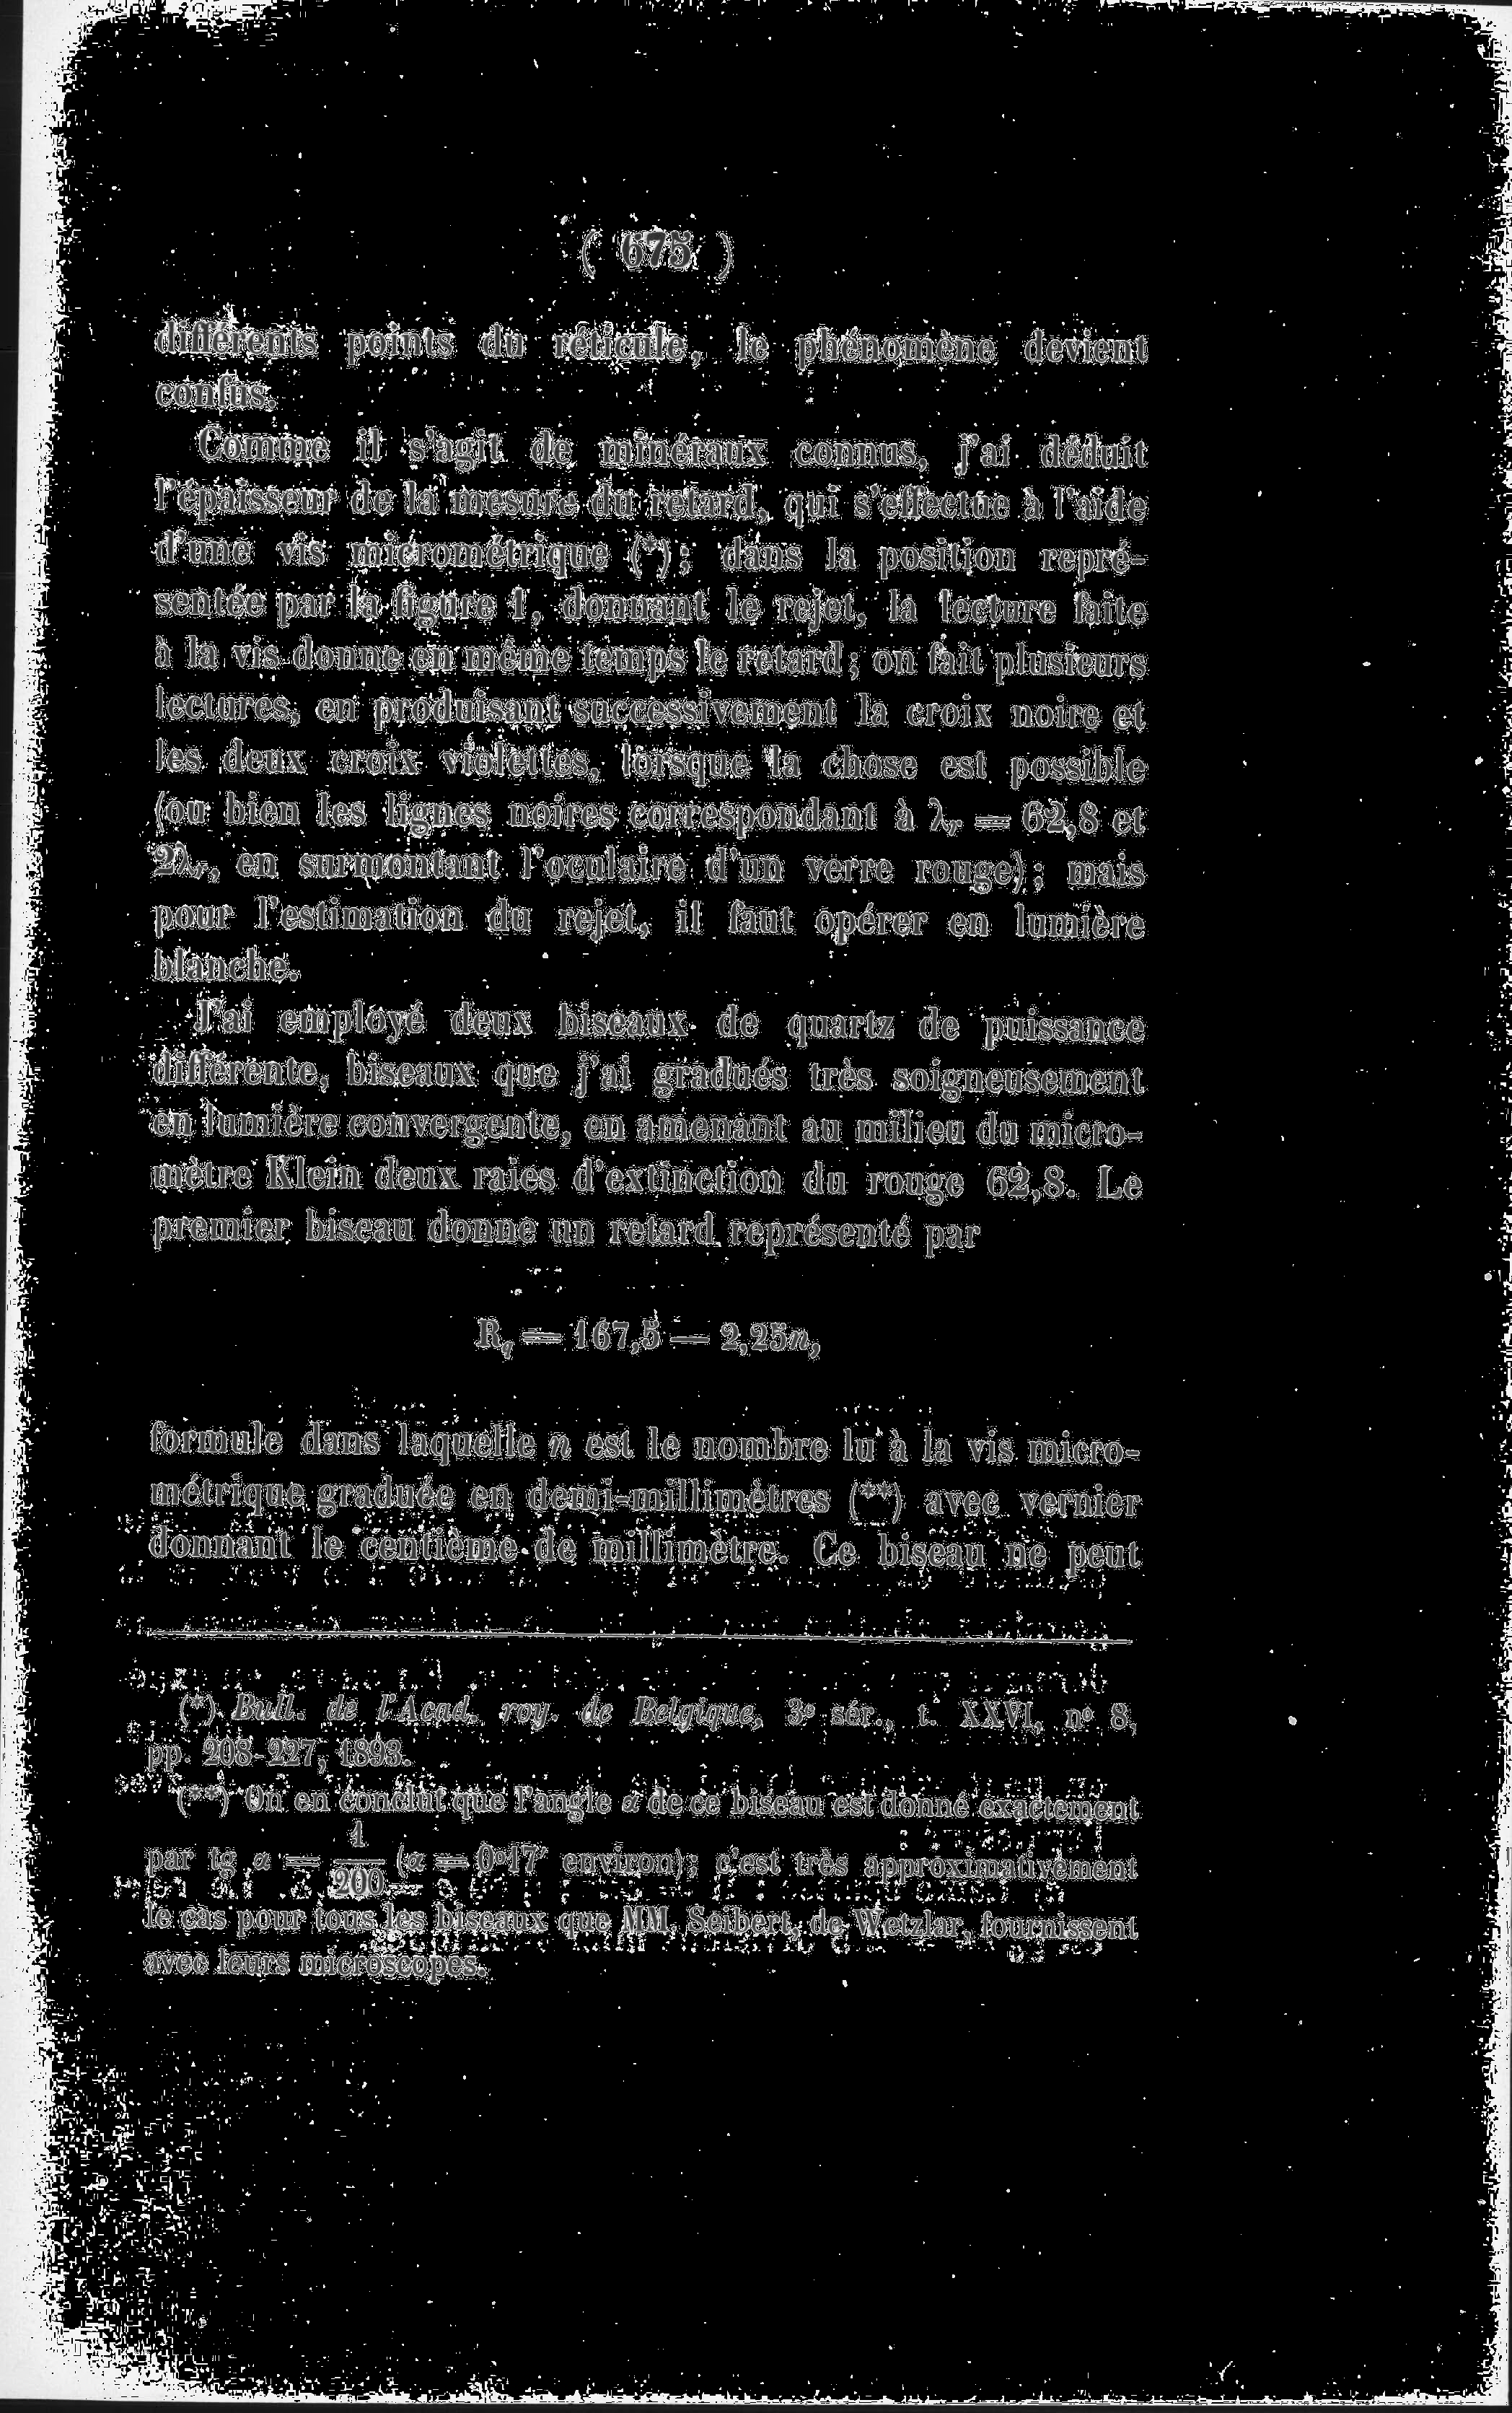 ( 675 )
différents points du réticule, le phénomène devient
confus.
Comme il s'agit de minéraux connus, j'ai déduit
l'épaisseur de la mesure du retard, qui s'effectue à l'aide
d'une vis micrométrique (*); dans la position repré-
sentée par la figure 1, donnant le rejet, la lecture faite
à la vis donne en même temps le retard; on fait plusieurs
lectures, en produisant successivement la croix noire et
les deux croix violettes, lorsque la chose est possible
(ou bien les lignes noires correspondant à λr = 62,8 et
2λr, en surmontant l'oculaire d'un verre rouge); mais
pour l'estimation du rejet, il faut opérer en lumière
blanche.
J'ai employé deux biseaux de quartz de puissance
différente, biseaux que j'ai gradués très soigneusement
en lumière convergente, en amenant au milieu du micro-
mètre Klein deux raies d'extinction du rouge 62,8. Le
premier biseau donne un retard représenté par
Rq = 167,5 — 2,25n,
formule dans laquelle n est le nombre lu à la vis micro-
métrique graduée en demi-millimètres (**) avec vernier
donnant le centième de millimètre. Ce biseau ne peut
(*) Bull. de l'Acad. roy. de Belgique, 3e sér., t. XXVI, no 8,
pp. 208-227, 1893.
(**) On en conclut que l'angle α de ce biseau est donné exactement
par tg α = 1/200 (α = 0°17' environ); c'est très approximativement
le cas pour tous les biseaux que MM. Seibert, de Wetzlar, fournissent
avec leurs microscopes.